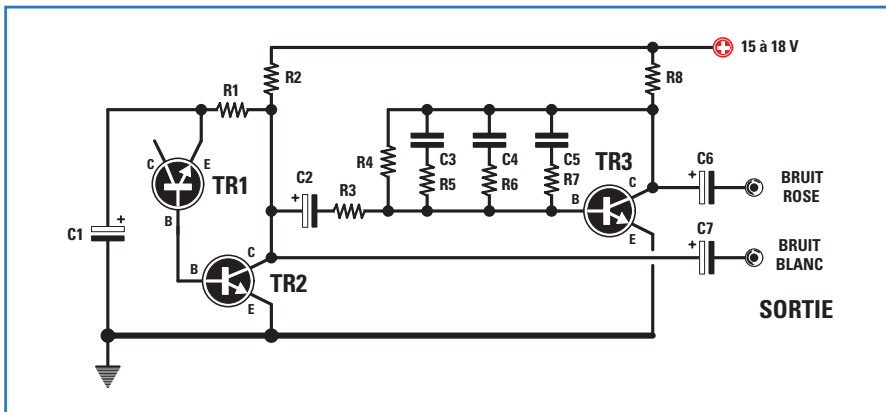 15 à 18 V
R2
R8
R1
C
E
TR1
B
C1
+
R4
C3
C4
C5
R5
R6
R7
TR3
C2
+
R3
B
C
E
C6
+
BRUIT
ROSE
C7
+
BRUIT
BLANC
B
C
E
TR2
SORTIE